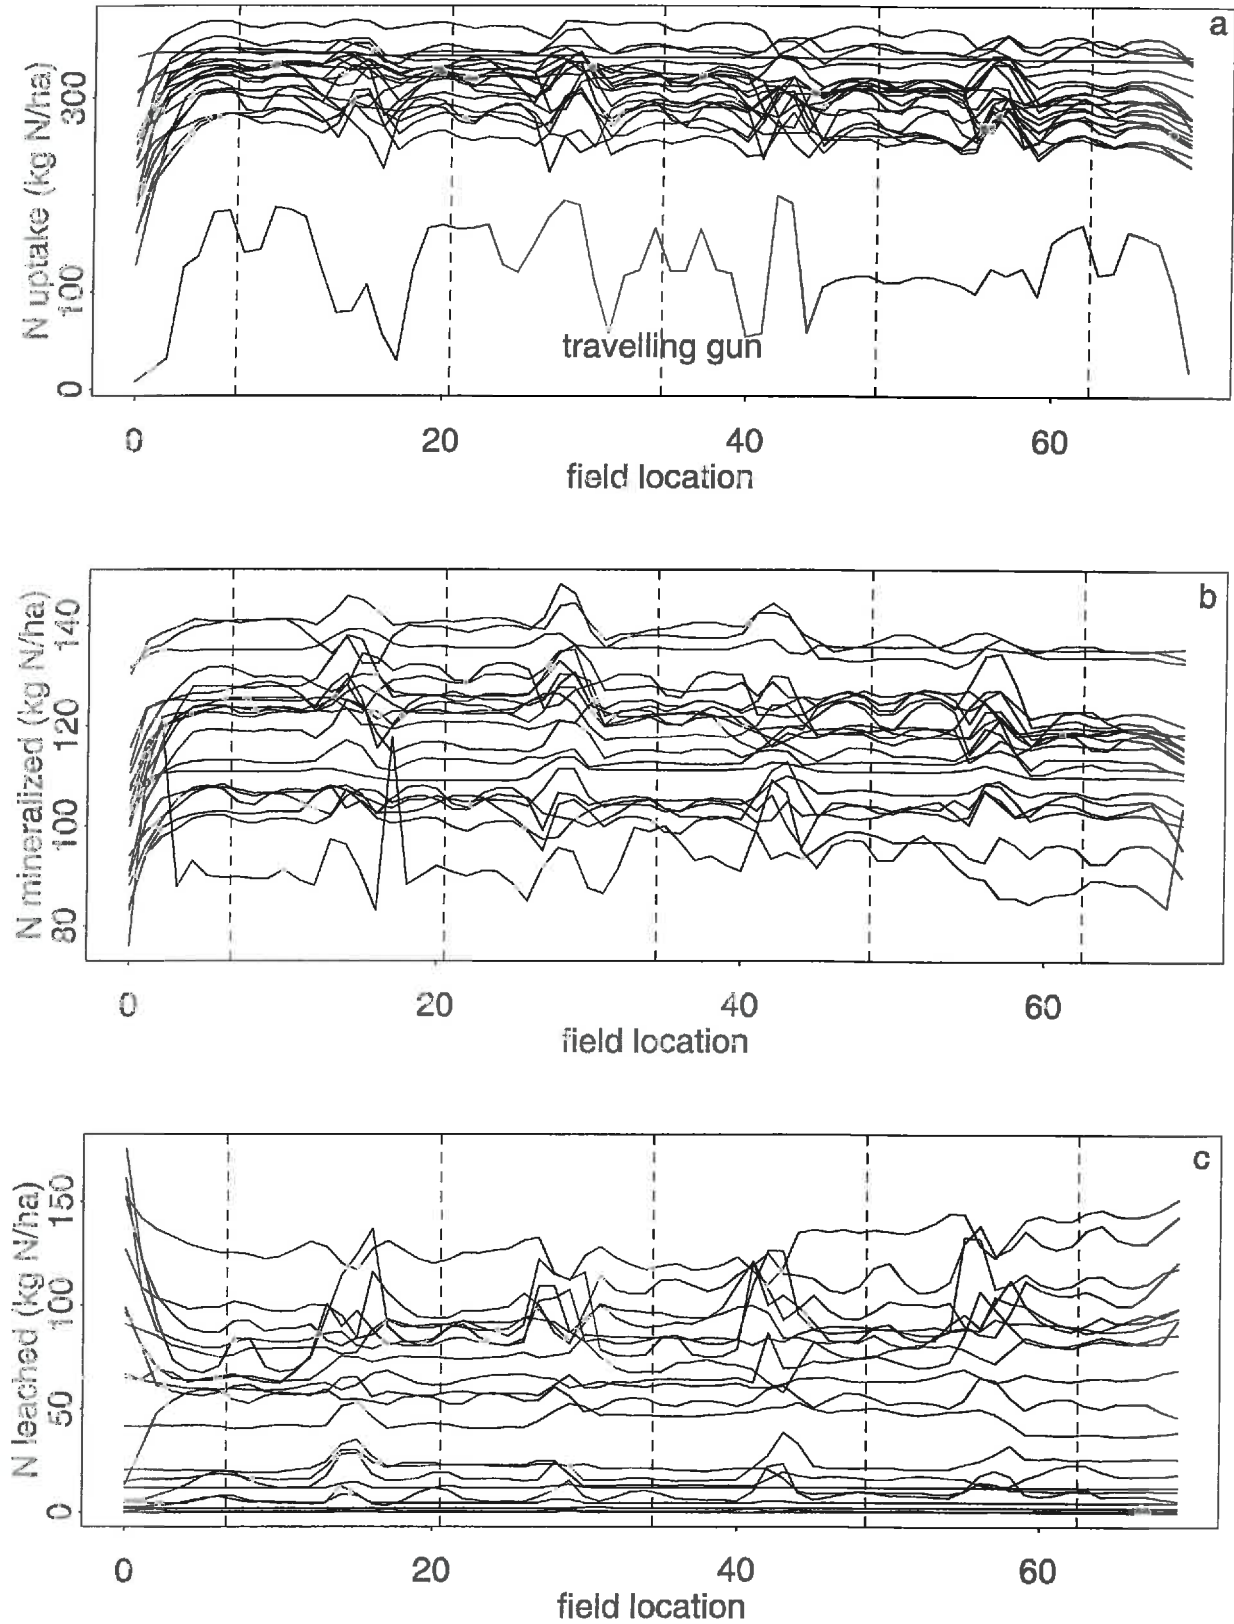 a
N uptake (kg N/ha)
300
100
0
travelling gun
0 20 40 60
field location
b
N mineralized (kg N/ha)
140
120
100
80
0 20 40 60
field location
c
N leached (kg N/ha)
150
100
50
0
0 20 40 60
field location